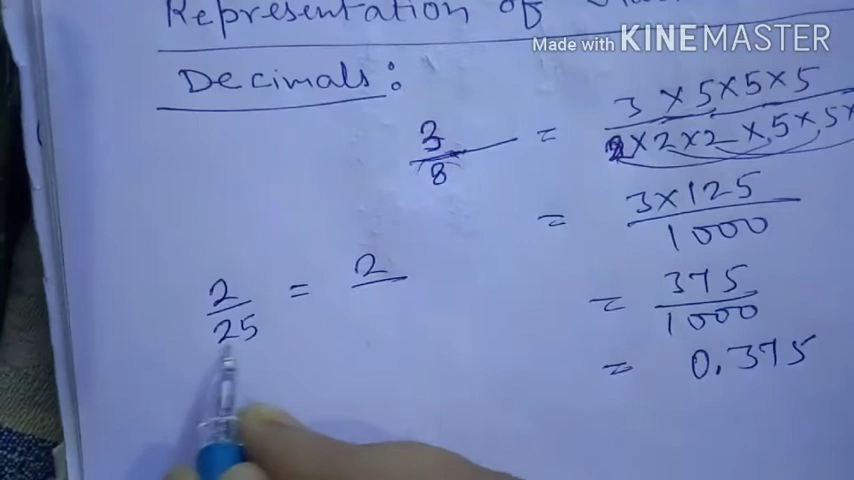 Representation of
Made with KINEMASTER
Decimals:
3/8 = 3×5×5×5 / 2×2×2×5×5×
= 3×125 / 1000
2/25 = 2/
= 375 / 1000
= 0.375